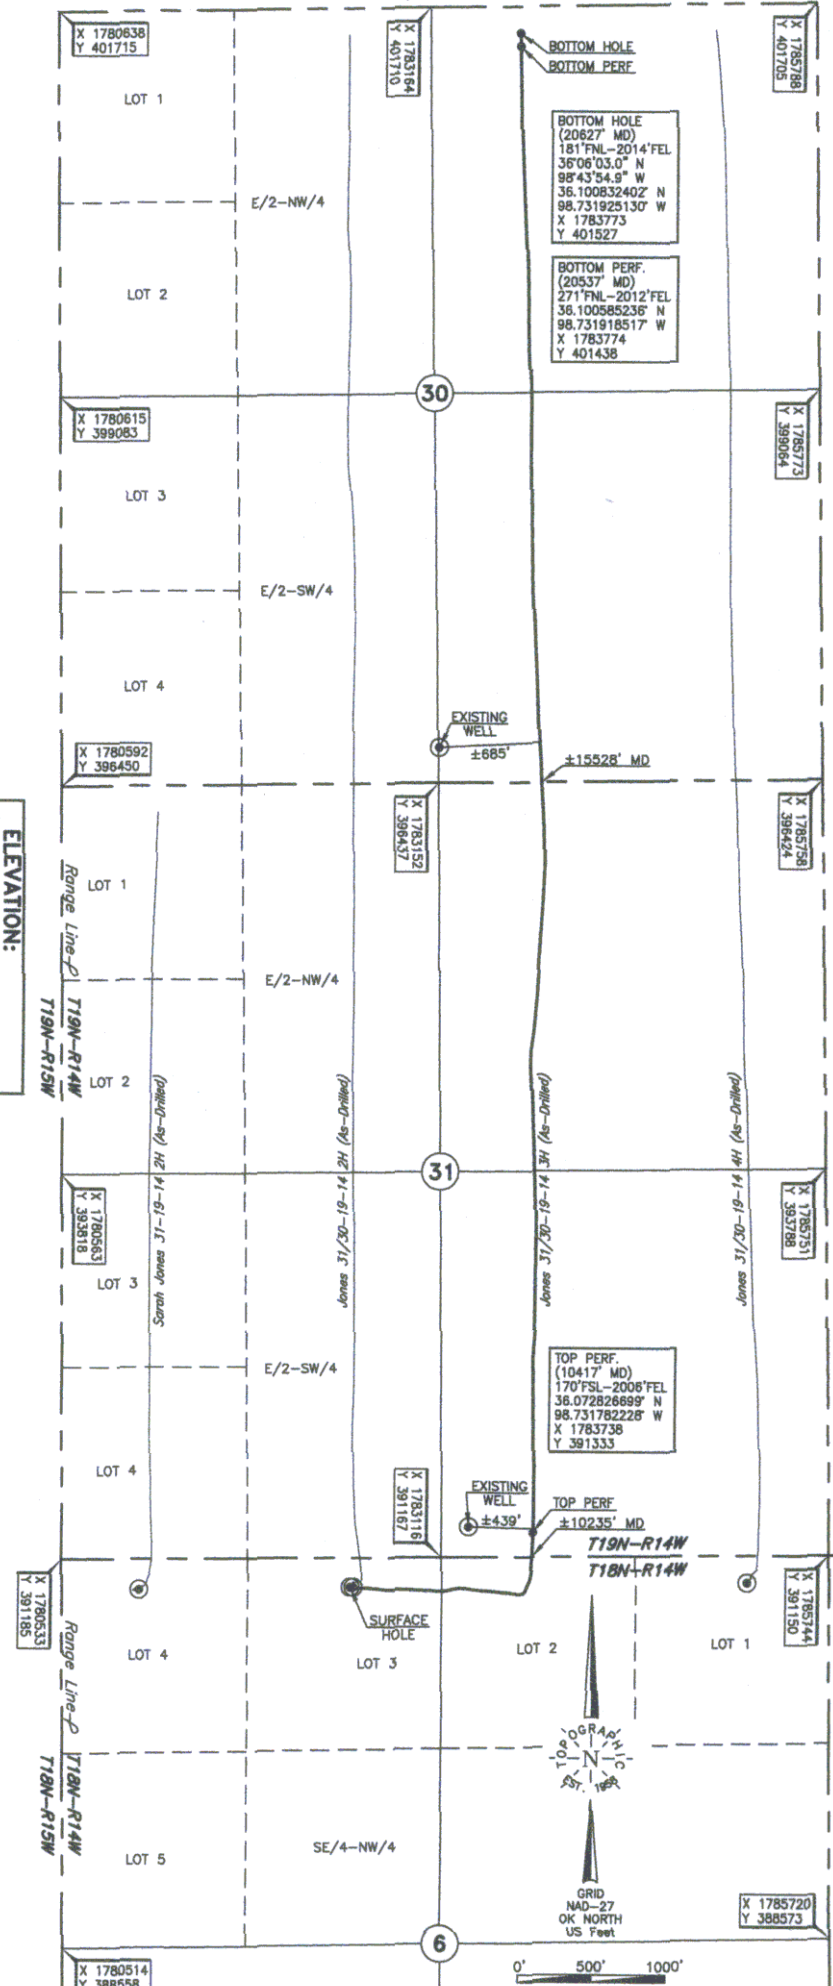 X 1780638
Y 401715
X 1783164
Y 401710
X 1785788
Y 401705
BOTTOM HOLE
BOTTOM PERF
LOT 1
BOTTOM HOLE
(20627' MD)
181'FNL-2014'FEL
36°06'03.0" N
98°43'54.9" W
36.100832402° N
98.731925130° W
X 1783773
Y 401527
E/2-NW/4
LOT 2
BOTTOM PERF.
(20537' MD)
271'FNL-2012'FEL
36.100585236° N
98.731918517° W
X 1783774
Y 401438
30
X 1780615
Y 399083
X 1785773
Y 399064
LOT 3
E/2-SW/4
LOT 4
EXISTING
WELL
±685'
±15528' MD
X 1780592
Y 396450
X 1783152
Y 396437
X 1785758
Y 396424
ELEVATION:
LOT 1
Range Line
E/2-NW/4
T19N-R14W
T19N-R15W
LOT 2
Sarah Jones 31-19-14 2H (As-Drilled)
Jones 31/30-19-14 2H (As-Drilled)
Jones 31/30-19-14 3H (As-Drilled)
Jones 31/30-19-14 4H (As-Drilled)
31
X 1780563
Y 393818
X 1785751
Y 393788
LOT 3
E/2-SW/4
TOP PERF.
(10417' MD)
170'FSL-2006'FEL
36.072826699° N
98.731782228° W
X 1783738
Y 391333
LOT 4
X 1783116
Y 391167
EXISTING
WELL
±439'
TOP PERF
±10235' MD
T19N-R14W
T18N-R14W
X 1780533
Y 391185
X 1785744
Y 391150
SURFACE
HOLE
Range Line
LOT 4
LOT 3
LOT 2
LOT 1
TOPOGRAPHIC
N
EST.
T18N-R14W
T18N-R15W
LOT 5
SE/4-NW/4
GRID
NAD-27
OK NORTH
US Feet
X 1785720
Y 388573
6
X 1780514
Y 388558
0' 500' 1000'